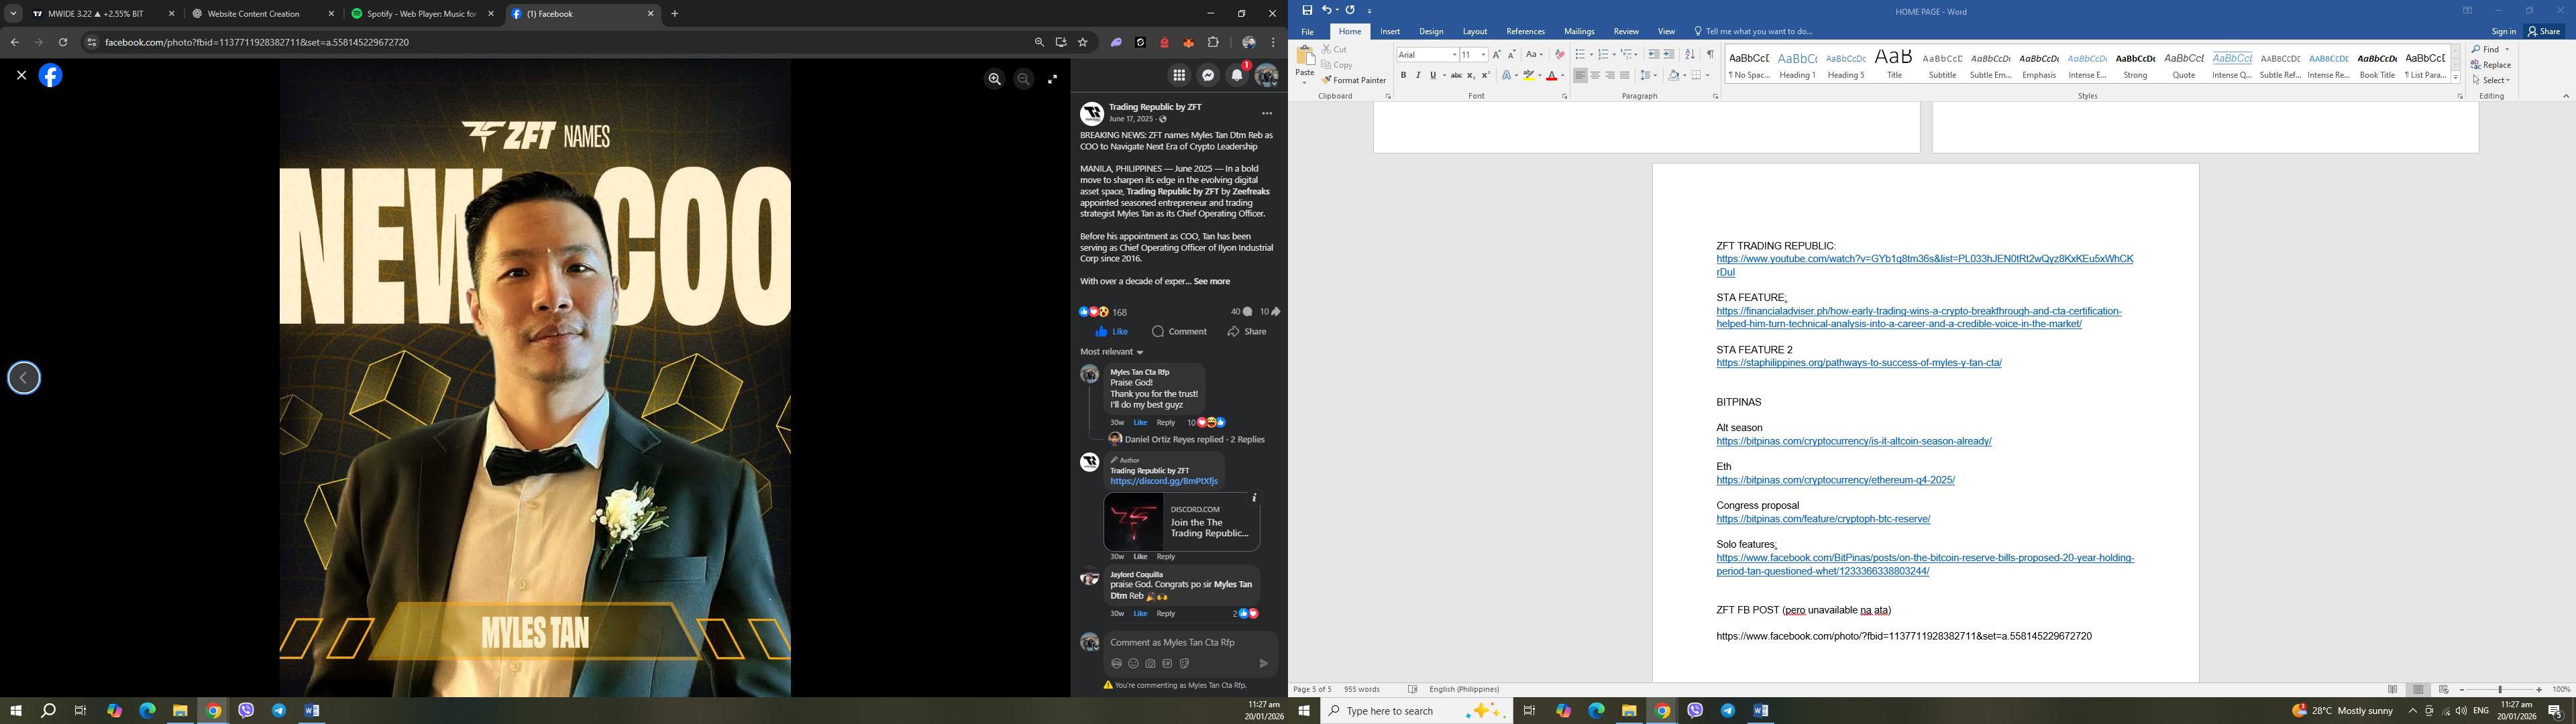 MWIDE 3.22 ▲ +2.55% BIT
Website Content Creation
Spotify - Web Player: Music for
(1) Facebook
facebook.com/photo?fbid=1137711928382711&set=a.558145229672720
ZFT NAMES
NEW COO
MYLES TAN
1
Trading Republic by ZFT
June 17, 2025 ·
BREAKING NEWS: ZFT names Myles Tan Dtm Reb as
COO to Navigate Next Era of Crypto Leadership
MANILA, PHILIPPINES — June 2025 — In a bold
move to sharpen its edge in the evolving digital
asset space, Trading Republic by ZFT by Zeefreaks
appointed seasoned entrepreneur and trading
strategist Myles Tan as its Chief Operating Officer.
Before his appointment as COO, Tan has been
serving as Chief Operating Officer of Ilyon Industrial
Corp since 2016.
With over a decade of exper... See more
168
40 10
Like Comment Share
Most relevant
Myles Tan Cta Rfp
Praise God!
Thank you for the trust!
I'll do my best guyz
30w Like Reply 10
Daniel Ortíz Reyes replied · 2 Replies
Author
Trading Republic by ZFT
https://discord.gg/BmPtXfjs
DISCORD.COM
Join the The
Trading Republic...
30w Like Reply
Jaylord Coquilla
praise God. Congrats po sir Myles Tan
Dtm Reb
30w Like Reply 2
Comment as Myles Tan Cta Rfp
You're commenting as Myles Tan Cta Rfp.
11:27 am
20/01/2026
HOME PAGE - Word
Sign in Share
File Home Insert Design Layout References Mailings Review View Tell me what you want to do...
Paste
Cut
Copy
Format Painter
Clipboard
Arial 11
Font
Paragraph
AaBbCcI AaBbCc AaBbCcDc AaB AaBbCcD AaBbCcDc AaBbCcDc AaBbCcDc AaBbCcDc AaBbCcL AaBbCcL AABBCCDE AABBCCDE AaBbCcDc AaBbCcI
¶ No Spac... Heading 1 Heading 5 Title Subtitle Subtle Em... Emphasis Intense E... Strong Quote Intense Q... Subtle Ref... Intense Re... Book Title ¶ List Para...
Styles
Find
Replace
Select
Editing
ZFT TRADING REPUBLIC:
https://www.youtube.com/watch?v=GYb1q8tm36s&list=PL033hJEN0tRt2wQyz8KxKEu5xWhCK
rDuI
STA FEATURE:
https://financialadviser.ph/how-early-trading-wins-a-crypto-breakthrough-and-cta-certification-
helped-him-turn-technical-analysis-into-a-career-and-a-credible-voice-in-the-market/
STA FEATURE 2
https://staphilippines.org/pathways-to-success-of-myles-y-tan-cta/
BITPINAS
Alt season
https://bitpinas.com/cryptocurrency/is-it-altcoin-season-already/
Eth
https://bitpinas.com/cryptocurrency/ethereum-q4-2025/
Congress proposal
https://bitpinas.com/feature/cryptoph-btc-reserve/
Solo features:
https://www.facebook.com/BitPinas/posts/on-the-bitcoin-reserve-bills-proposed-20-year-holding-
period-tan-questioned-whet/1233366338803244/
ZFT FB POST (pero unavailable na ata)
https://www.facebook.com/photo/?fbid=1137711928382711&set=a.558145229672720
Page 5 of 5 955 words English (Philippines) 100%
Type here to search
28°C Mostly sunny ENG
11:27 am
20/01/2026